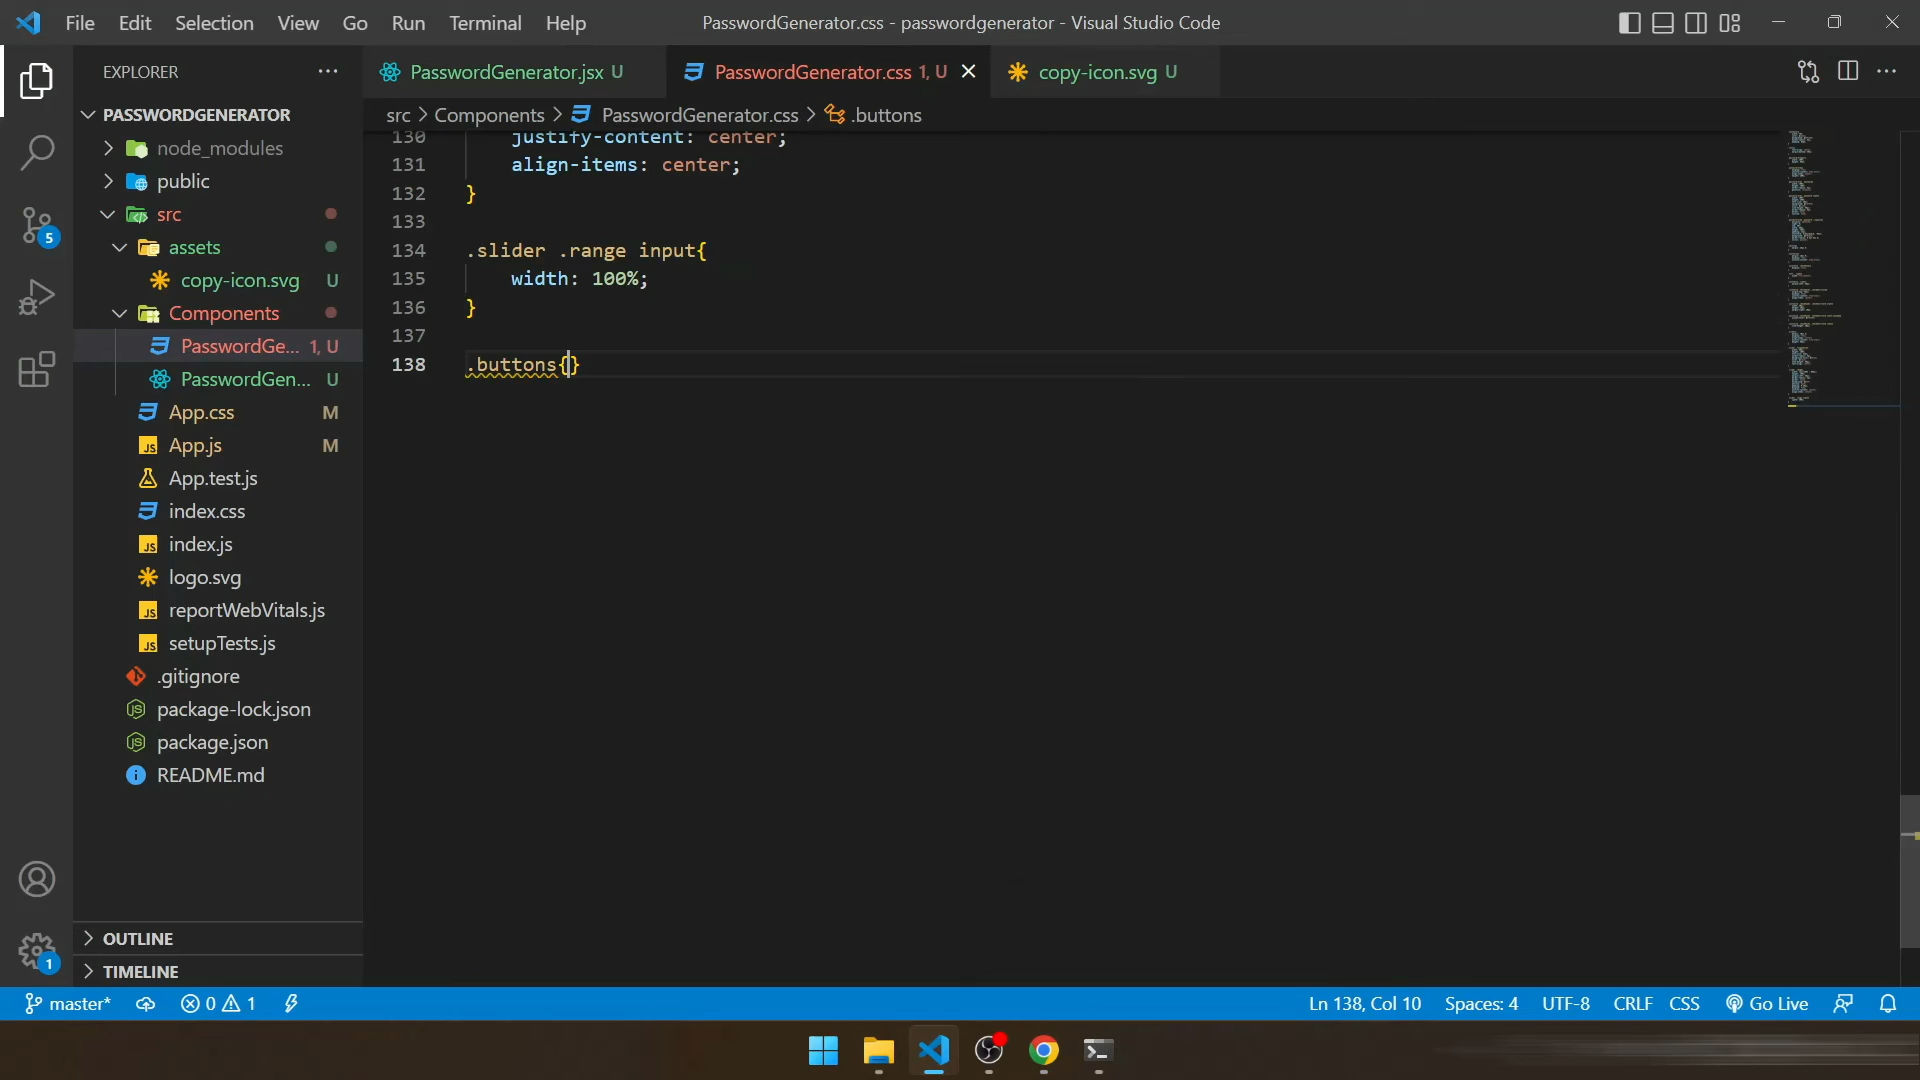 File Edit Selection View Go Run Terminal Help
PasswordGenerator.css - passwordgenerator - Visual Studio Code
EXPLORER
PasswordGenerator.jsx U
PasswordGenerator.css 1, U
copy-icon.svg U
PASSWORDGENERATOR
node_modules
public
src
assets
copy-icon.svg U
Components
PasswordGe... 1, U
PasswordGen... U
App.css M
App.js M
App.test.js
index.css
index.js
logo.svg
reportWebVitals.js
setupTests.js
.gitignore
package-lock.json
package.json
README.md
OUTLINE
TIMELINE
5
1
src > Components > PasswordGenerator.css > .buttons
130 justify-content: center;
131 align-items: center;
132 }
133
134 .slider .range input{
135 width: 100%;
136 }
137
138 .buttons{}
master* 0 1
Ln 138, Col 10 Spaces: 4 UTF-8 CRLF CSS Go Live